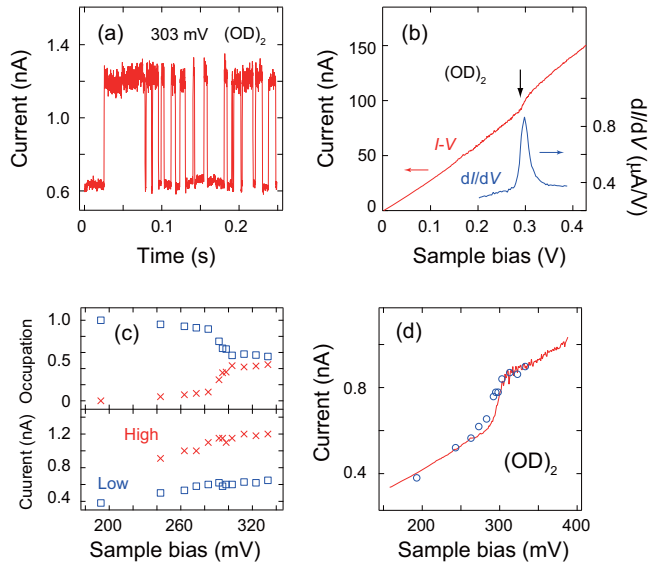 (a) 303 mV (OD)2
Current (nA)
1.8
1.4
1.0
0.6
0 0.1 0.2
Time (s)
(b)
(OD)2
I-V
dI/dV
Current (nA)
150
100
50
0
0 0.1 0.2 0.3 0.4
Sample bias (V)
dI/dV (μA/V)
0.8
0.4
(c)
Occupation
1.0
0.5
0
Cuurent (nA)
High
Low
1.2
0.8
0.4
200 240 280 320
Sample bias (mV)
(d)
(OD)2
Current (nA)
0.8
0.4
200 300 400
Sample bias (mV)